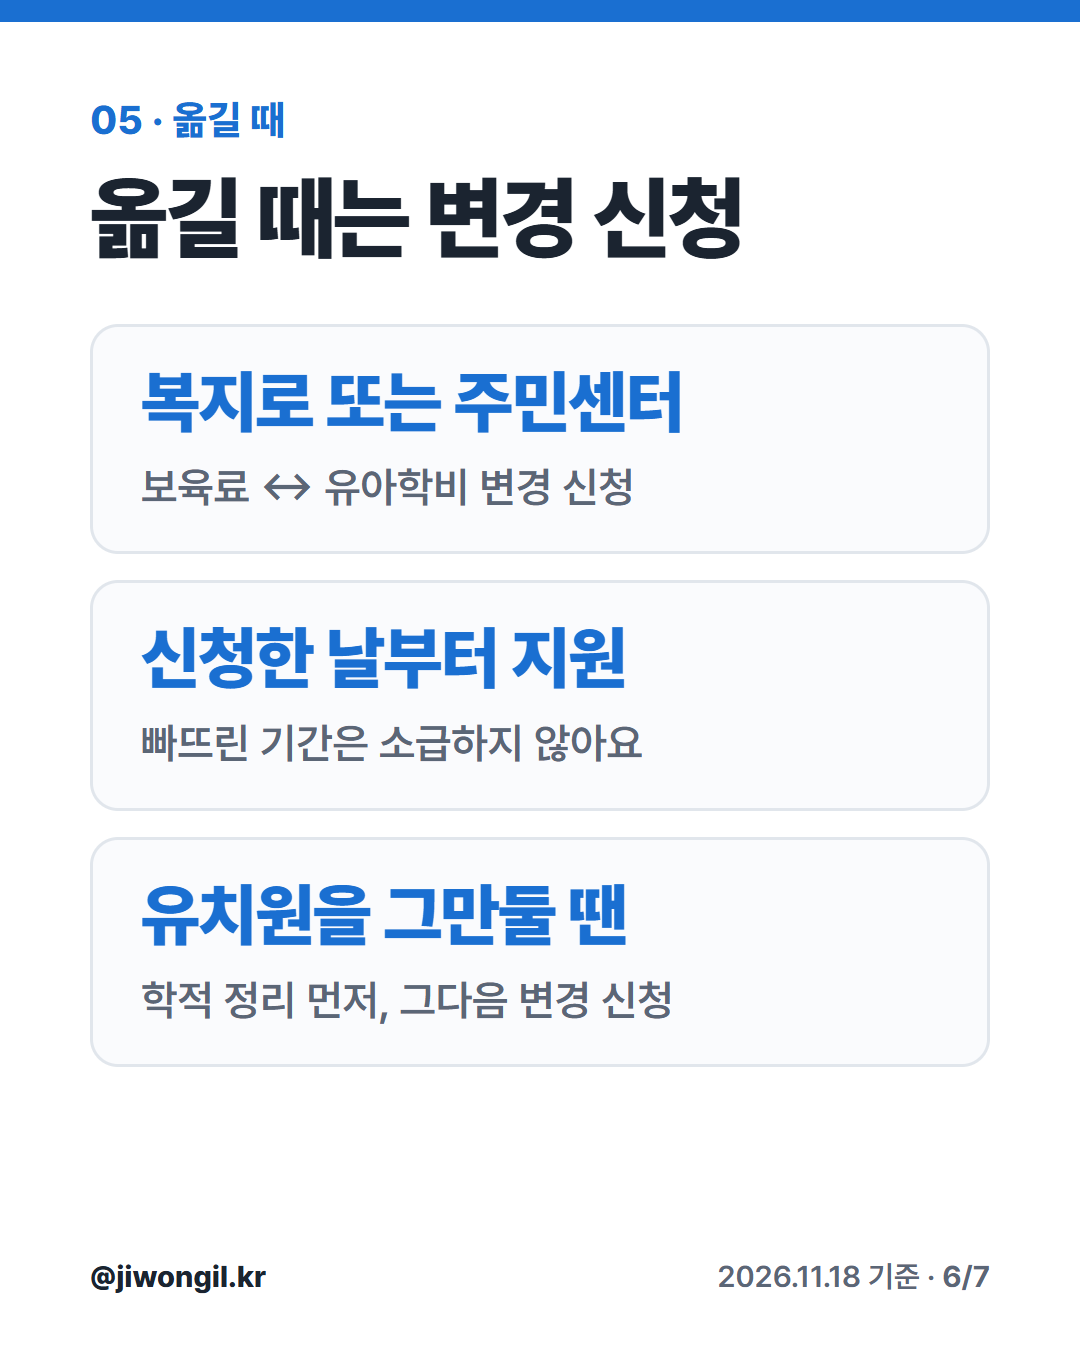 05 · 옮길 때
옮길 때는 변경 신청
복지로 또는 주민센터
보육료 ↔ 유아학비 변경 신청
신청한 날부터 지원
빠뜨린 기간은 소급하지 않아요
유치원을 그만둘 땐
학적 정리 먼저, 그다음 변경 신청
@jiwongil.kr
2026.11.18 기준 · 6/7